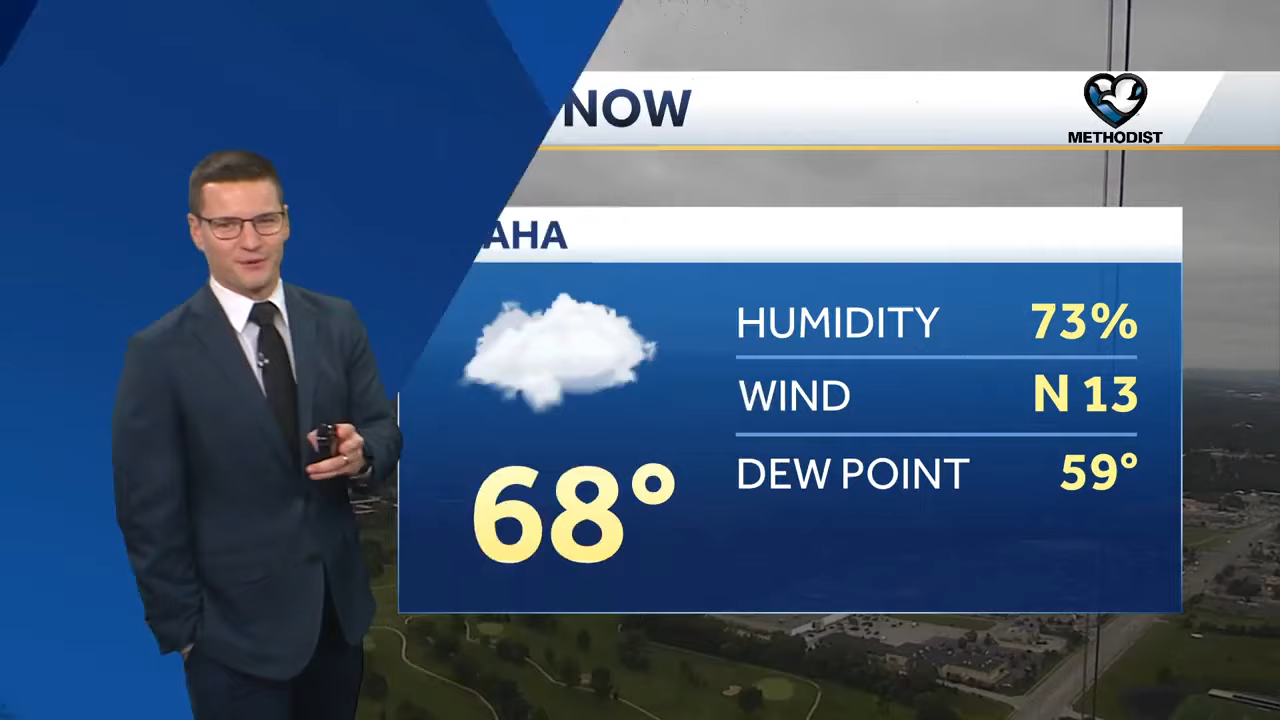 NOW
METHODIST
AHA
HUMIDITY 73%
WIND N 13
DEW POINT 59°
68°